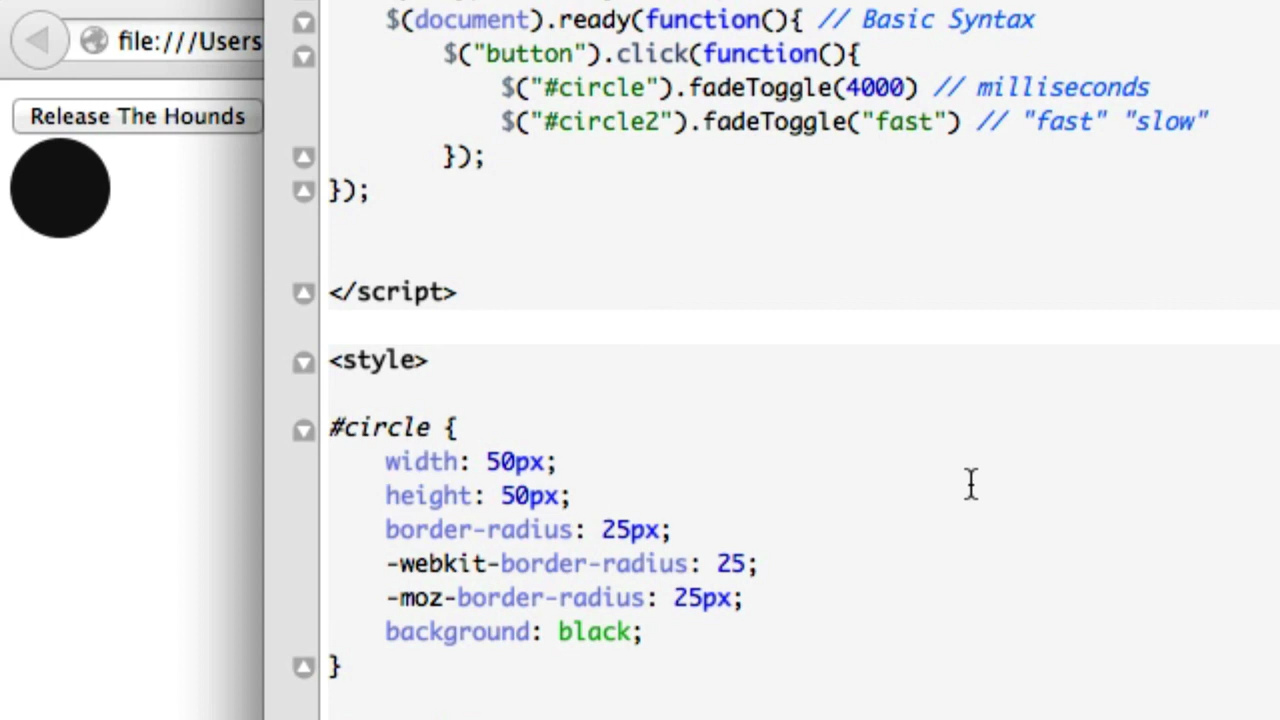 file:///Users
Release The Hounds
$(document).ready(function(){ // Basic Syntax
$("button").click(function(){
$("#circle").fadeToggle(4000) // milliseconds
$("#circle2").fadeToggle("fast") // "fast" "slow"
});
});
</script>
<style>
#circle {
width: 50px;
height: 50px;
border-radius: 25px;
-webkit-border-radius: 25;
-moz-border-radius: 25px;
background: black;
}